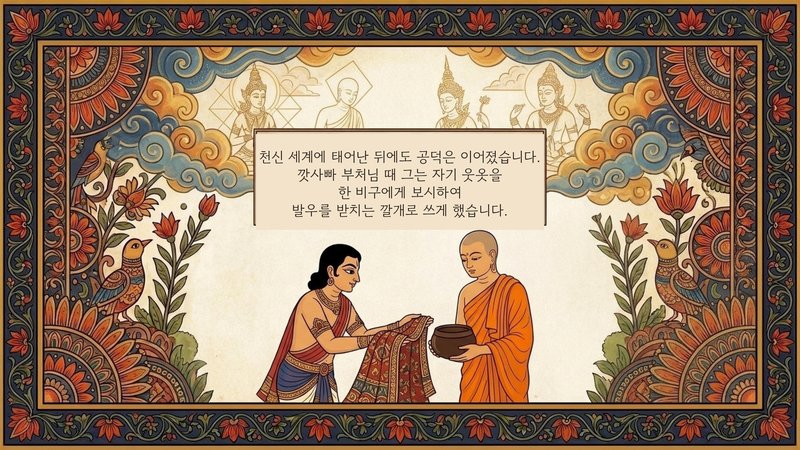 천신 세계에 태어난 뒤에도 공덕은 이어졌습니다.
깟사빠 부처님 때 그는 자기 웃옷을
한 비구에게 보시하여
발우를 받치는 깔개로 쓰게 했습니다.